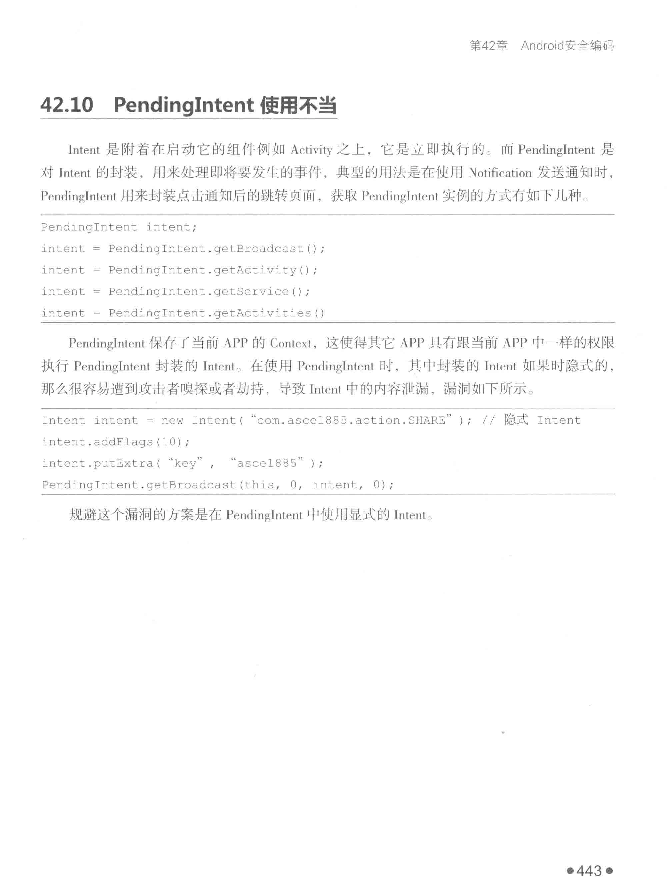 第42章 Android安全编码
42.10 PendingIntent 使用不当
Intent 是附着在启动它的组件例如 Activity 之上，它是立即执行的。而 PendingIntent 是
对 Intent 的封装，用来处理即将要发生的事件，典型的用法是在使用 Notification 发送通知时，
PendingIntent 用来封装点击通知后的跳转页面，获取 PendingIntent 实例的方式有如下几种。
PendingIntent intent;
intent = PendingIntent.getBroadcast();
intent = PendingIntent.getActivity();
intent = PendingIntent.getService();
intent = PendingIntent.getActivities()
PendingIntent 保存了当前 APP 的 Context，这使得其它 APP 具有跟当前 APP 中一样的权限
执行 PendingIntent 封装的 Intent。在使用 PendingIntent 时，其中封装的 Intent 如果时隐式的，
那么很容易遭到攻击者嗅探或者劫持，导致 Intent 中的内容泄漏，漏洞如下所示。
Intent intent = new Intent( “com.asce1885.action.SHARE” ); // 隐式 Intent
intent.addFlags(10);
intent.putExtra( “key” , “asce1885” );
PendingIntent.getBroadcast(this, 0, intent, 0);
规避这个漏洞的方案是在 PendingIntent 中使用显式的 Intent。
●443●